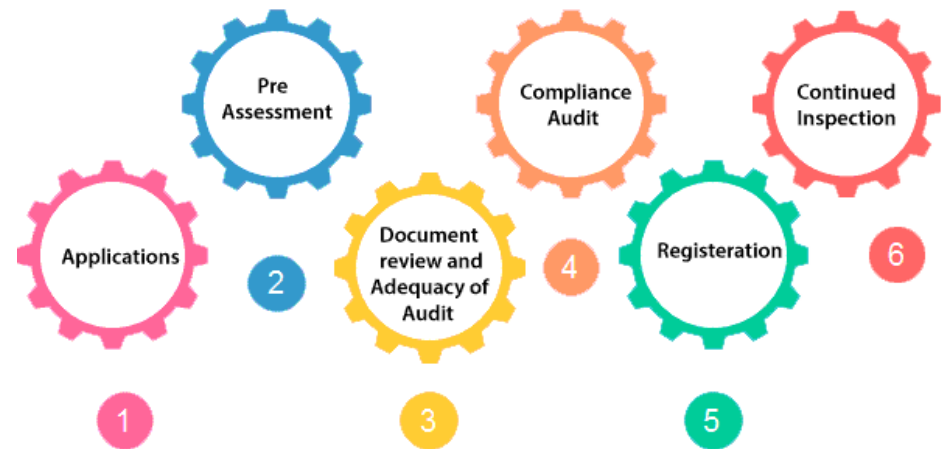 Applications
1
Pre
Assessment
2
Document
review and
Adequacy of
Audit
3
Compliance
Audit
4
Registeration
5
Continued
Inspection
6